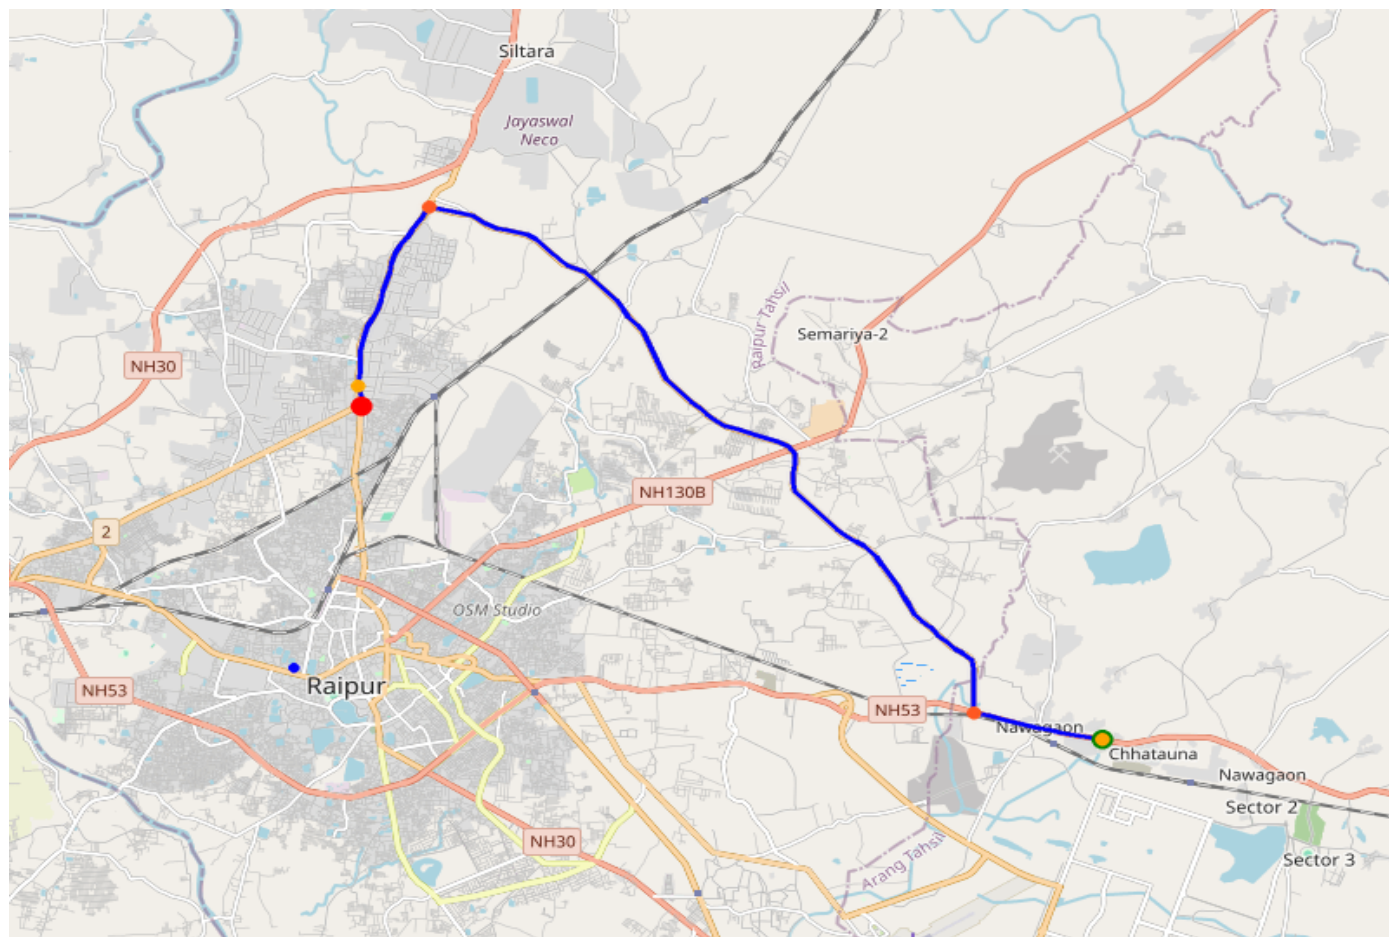 Siltara
Jayaswal
Neco
Raipur Tahsil
Semariya-2
NH30
NH130B
2
OSM Studio
Raipur
NH53
NH53
Nawagaon
Chhatauna
Nawagaon
Sector 2
NH30
Sector 3
Arang Tahsil